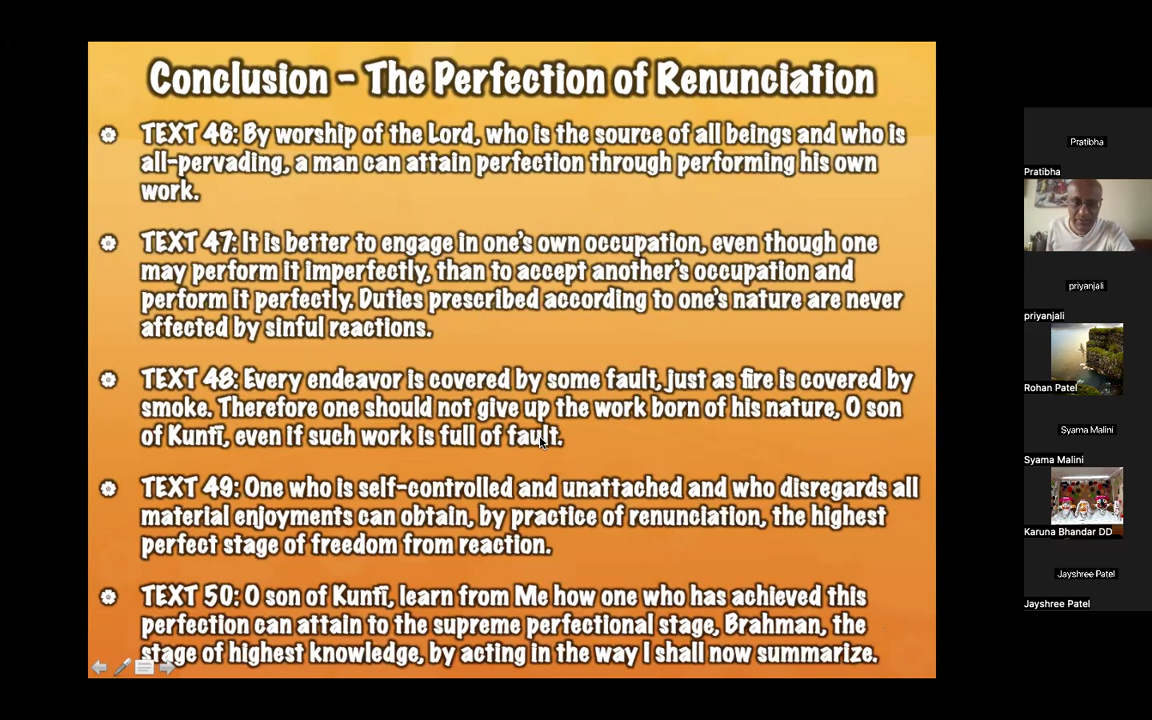 Conclusion - The Perfection of Renunciation
TEXT 46: By worship of the Lord, who is the source of all beings and who is
all-pervading, a man can attain perfection through performing his own
work.
TEXT 47: It is better to engage in one's own occupation, even though one
may perform it imperfectly, than to accept another's occupation and
perform it perfectly. Duties prescribed according to one's nature are never
affected by sinful reactions.
TEXT 48: Every endeavor is covered by some fault, just as fire is covered by
smoke. Therefore one should not give up the work born of his nature, O son
of Kuntī, even if such work is full of fault.
TEXT 49: One who is self-controlled and unattached and who disregards all
material enjoyments can obtain, by practice of renunciation, the highest
perfect stage of freedom from reaction.
TEXT 50: O son of Kuntī, learn from Me how one who has achieved this
perfection can attain to the supreme perfectional stage, Brahman, the
stage of highest knowledge, by acting in the way I shall now summarize.
Pratibha
Pratibha
priyanjali
priyanjali
Rohan Patel
Syama Malini
Syama Malini
Karuna Bhandar DD
Jayshree Patel
Jayshree Patel